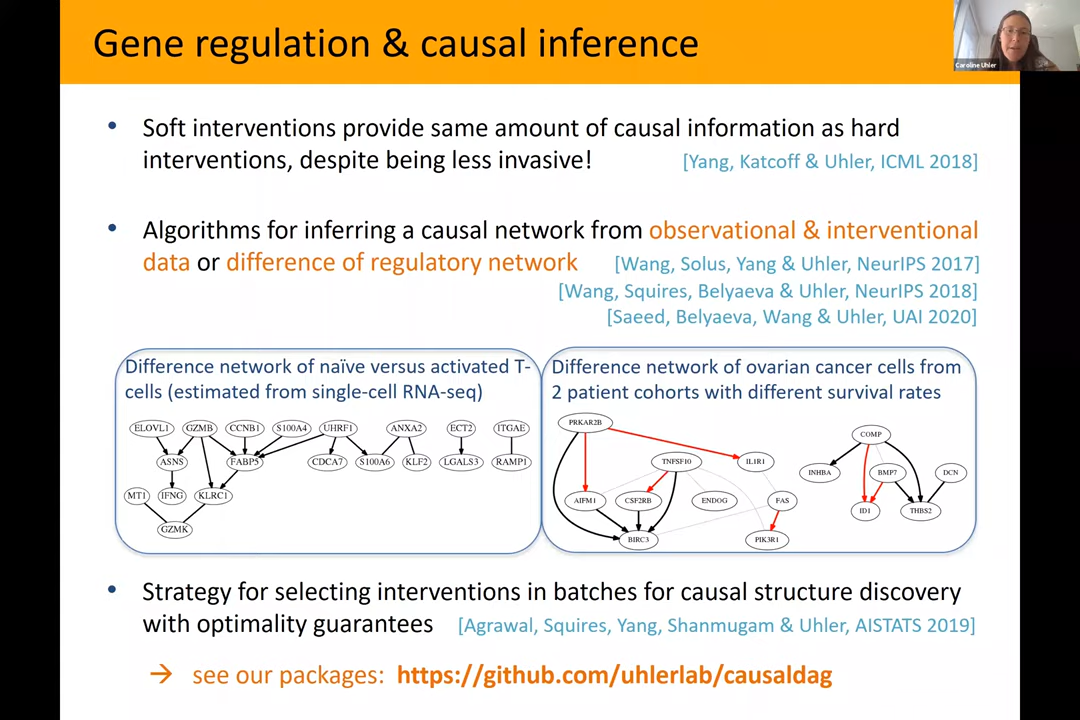 Gene regulation & causal inference
Caroline Uhler
• Soft interventions provide same amount of causal information as hard
interventions, despite being less invasive! [Yang, Katcoff & Uhler, ICML 2018]
• Algorithms for inferring a causal network from observational & interventional
data or difference of regulatory network [Wang, Solus, Yang & Uhler, NeurIPS 2017]
[Wang, Squires, Belyaeva & Uhler, NeurIPS 2018]
[Saeed, Belyaeva, Wang & Uhler, UAI 2020]
Difference network of naïve versus activated T-
cells (estimated from single-cell RNA-seq)
ELOVL1 GZMB CCNB1 S100A4 UHRF1 ANXA2 ECT2 ITGAE
ASNS FABP5 CDCA7 S100A6 KLF2 LGALS3 RAMP1
MT1 IFNG KLRC1
GZMK
Difference network of ovarian cancer cells from
2 patient cohorts with different survival rates
PRKAR2B
COMP
TNFSF10 IL1R1
INHBA BMP7 DCN
AIFM1 CSF2RB ENDOG FAS
ID1 THBS2
BIRC3 PIK3R1
• Strategy for selecting interventions in batches for causal structure discovery
with optimality guarantees [Agrawal, Squires, Yang, Shanmugam & Uhler, AISTATS 2019]
→ see our packages: https://github.com/uhlerlab/causaldag